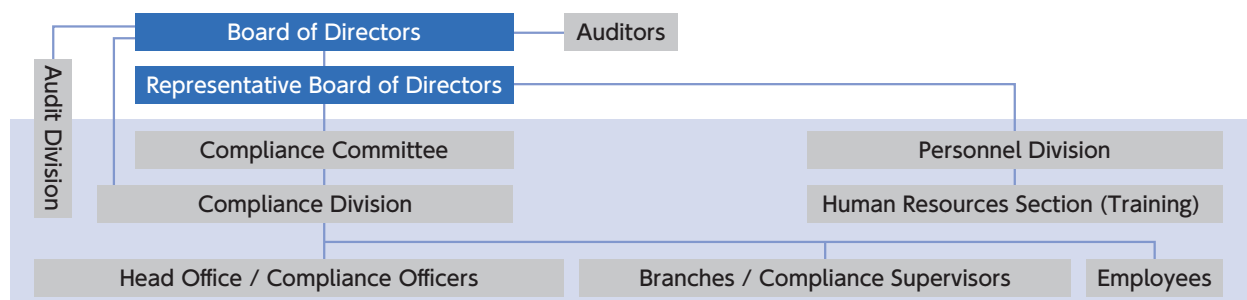 Board of Directors
Auditors
Representative Board of Directors
Audit Division
Compliance Committee
Personnel Division
Compliance Division
Human Resources Section (Training)
Head Office / Compliance Officers
Branches / Compliance Supervisors
Employees